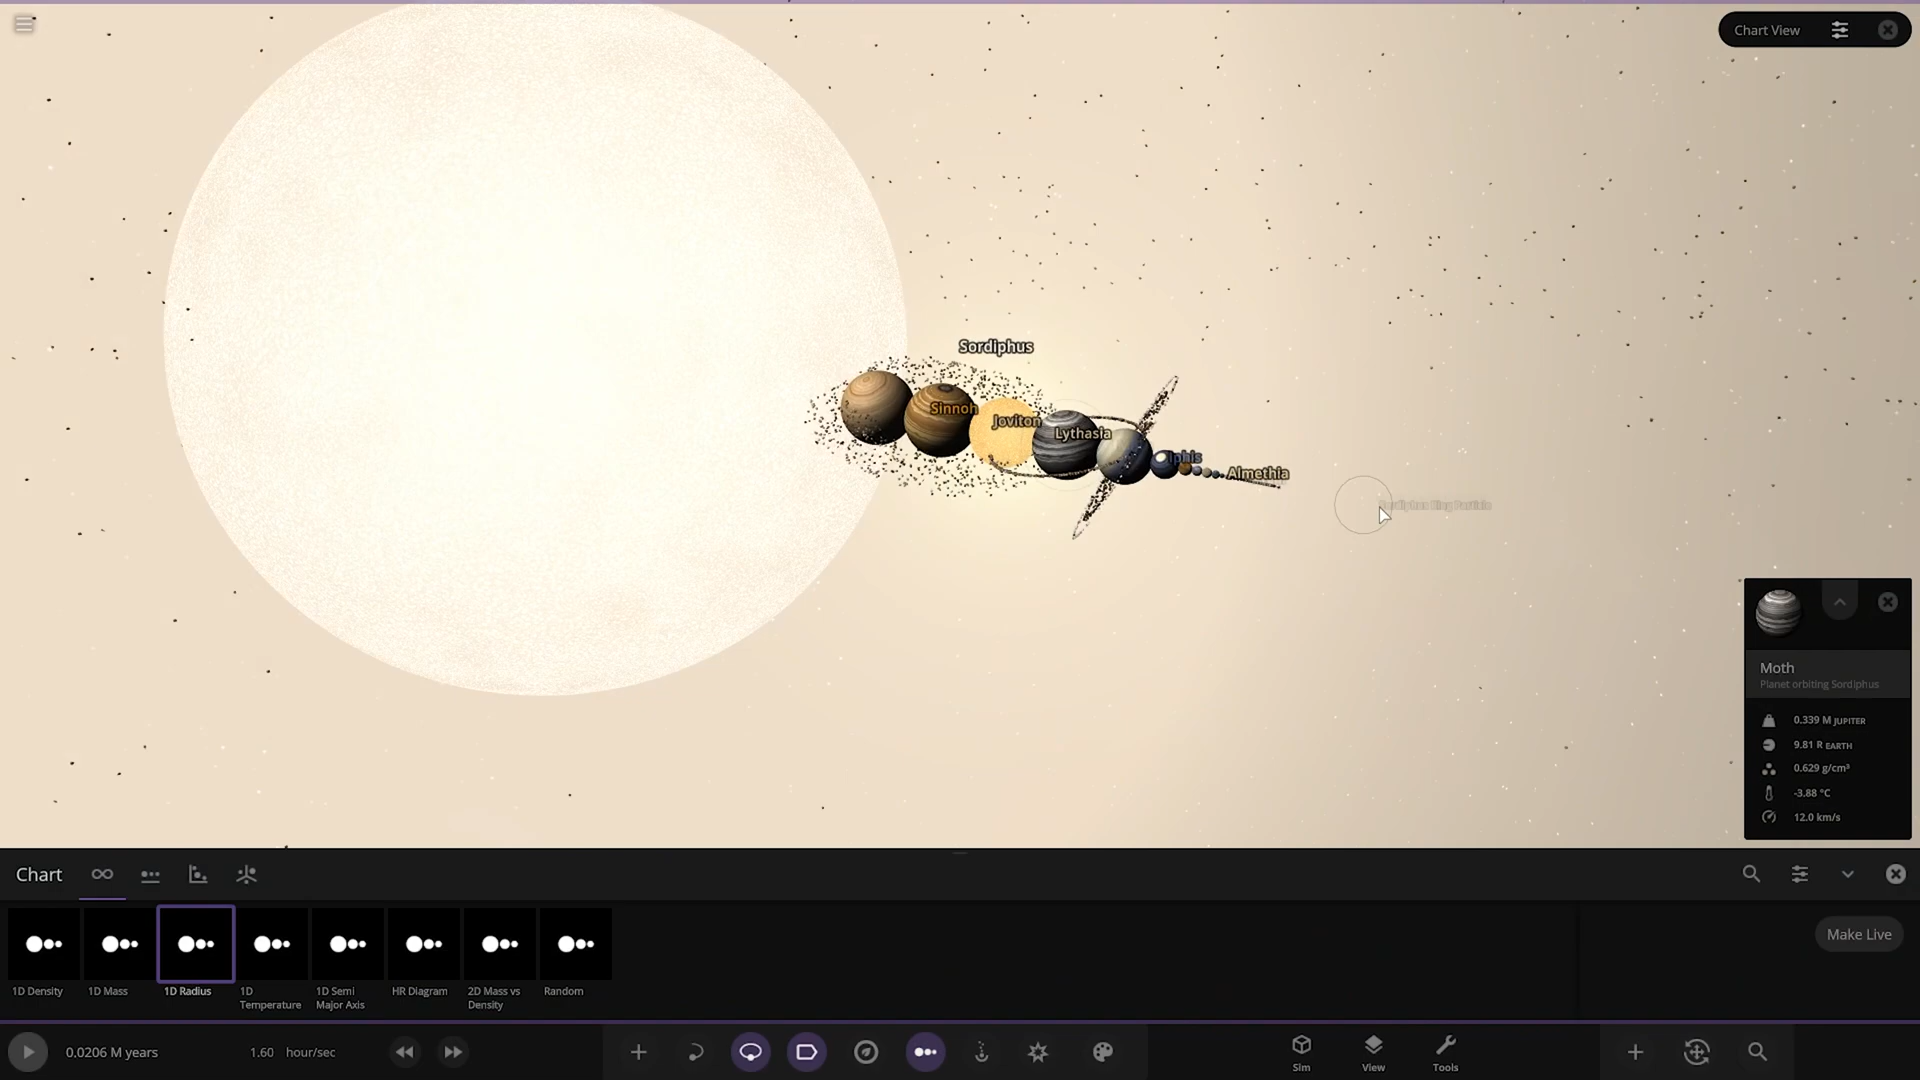 Chart View
Sordiphus
Sinnoh
Joviton
Lythasia
Almethia
Moth
Planet orbiting Sordiphus
0.339 M JUPITER
9.81 R EARTH
0.629 g/cm³
-3.88 °C
12.0 km/s
Chart
Make Live
1D Density
1D Mass
1D Radius
1D
Temperature
1D Semi
Major Axis
HR Diagram
2D Mass vs
Density
Random
0.0206 M years
1.60 hour/sec
Sim
View
Tools